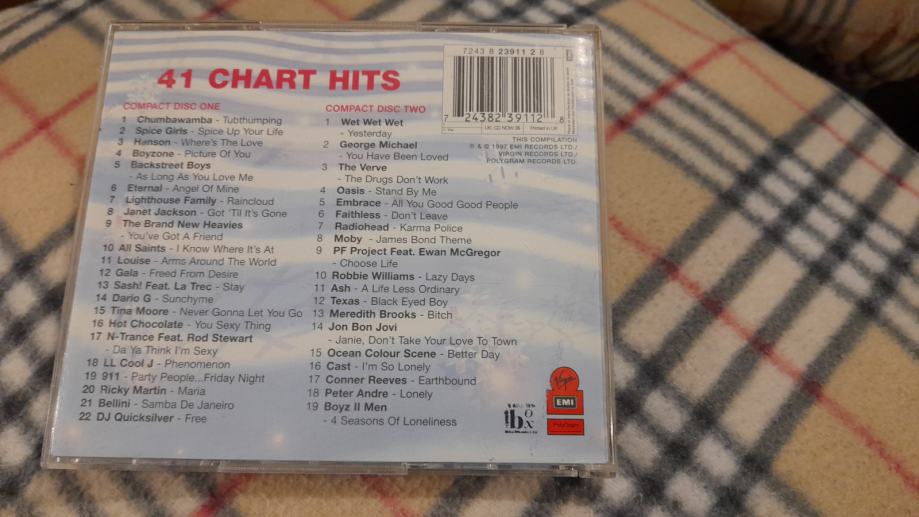 41 CHART HITS
COMPACT DISC ONE
1 Chumbawamba - Tubthumping
2 Spice Girls - Spice Up Your Life
3 Hanson - Where's The Love
4 Boyzone - Picture Of You
5 Backstreet Boys
- As Long As You Love Me
6 Eternal - Angel Of Mine
7 Lighthouse Family - Raincloud
8 Janet Jackson - Got 'Til It's Gone
9 The Brand New Heavies
- You've Got A Friend
10 All Saints - I Know Where It's At
11 Louise - Arms Around The World
12 Gala - Freed From Desire
13 Sash! Feat. La Trec - Stay
14 Dario G - Sunchyme
15 Tina Moore - Never Gonna Let You Go
16 Hot Chocolate - You Sexy Thing
17 N-Trance Feat. Rod Stewart
- Da Ya Think I'm Sexy
18 LL Cool J - Phenomenon
19 911 - Party People...Friday Night
20 Ricky Martin - Maria
21 Bellini - Samba De Janeiro
22 DJ Quicksilver - Free
COMPACT DISC TWO
1 Wet Wet Wet
- Yesterday
2 George Michael
- You Have Been Loved
3 The Verve
- The Drugs Don't Work
4 Oasis - Stand By Me
5 Embrace - All You Good Good People
6 Faithless - Don't Leave
7 Radiohead - Karma Police
8 Moby - James Bond Theme
9 PF Project Feat. Ewan McGregor
- Choose Life
10 Robbie Williams - Lazy Days
11 Ash - A Life Less Ordinary
12 Texas - Black Eyed Boy
13 Meredith Brooks - Bitch
14 Jon Bon Jovi
- Janie, Don't Take Your Love To Town
15 Ocean Colour Scene - Better Day
16 Cast - I'm So Lonely
17 Conner Reeves - Earthbound
18 Peter Andre - Lonely
19 Boyz II Men
- 4 Seasons Of Loneliness
7243 8 23911 2 8
7 24382 39112 8
UK: CD NOW 38 Printed in UK
THIS COMPILATION
℗ & © 1997 EMI RECORDS LTD./
VIRGIN RECORDS LTD./
POLYGRAM RECORDS LTD.
Virgin
EMI
PolyGram
tbox